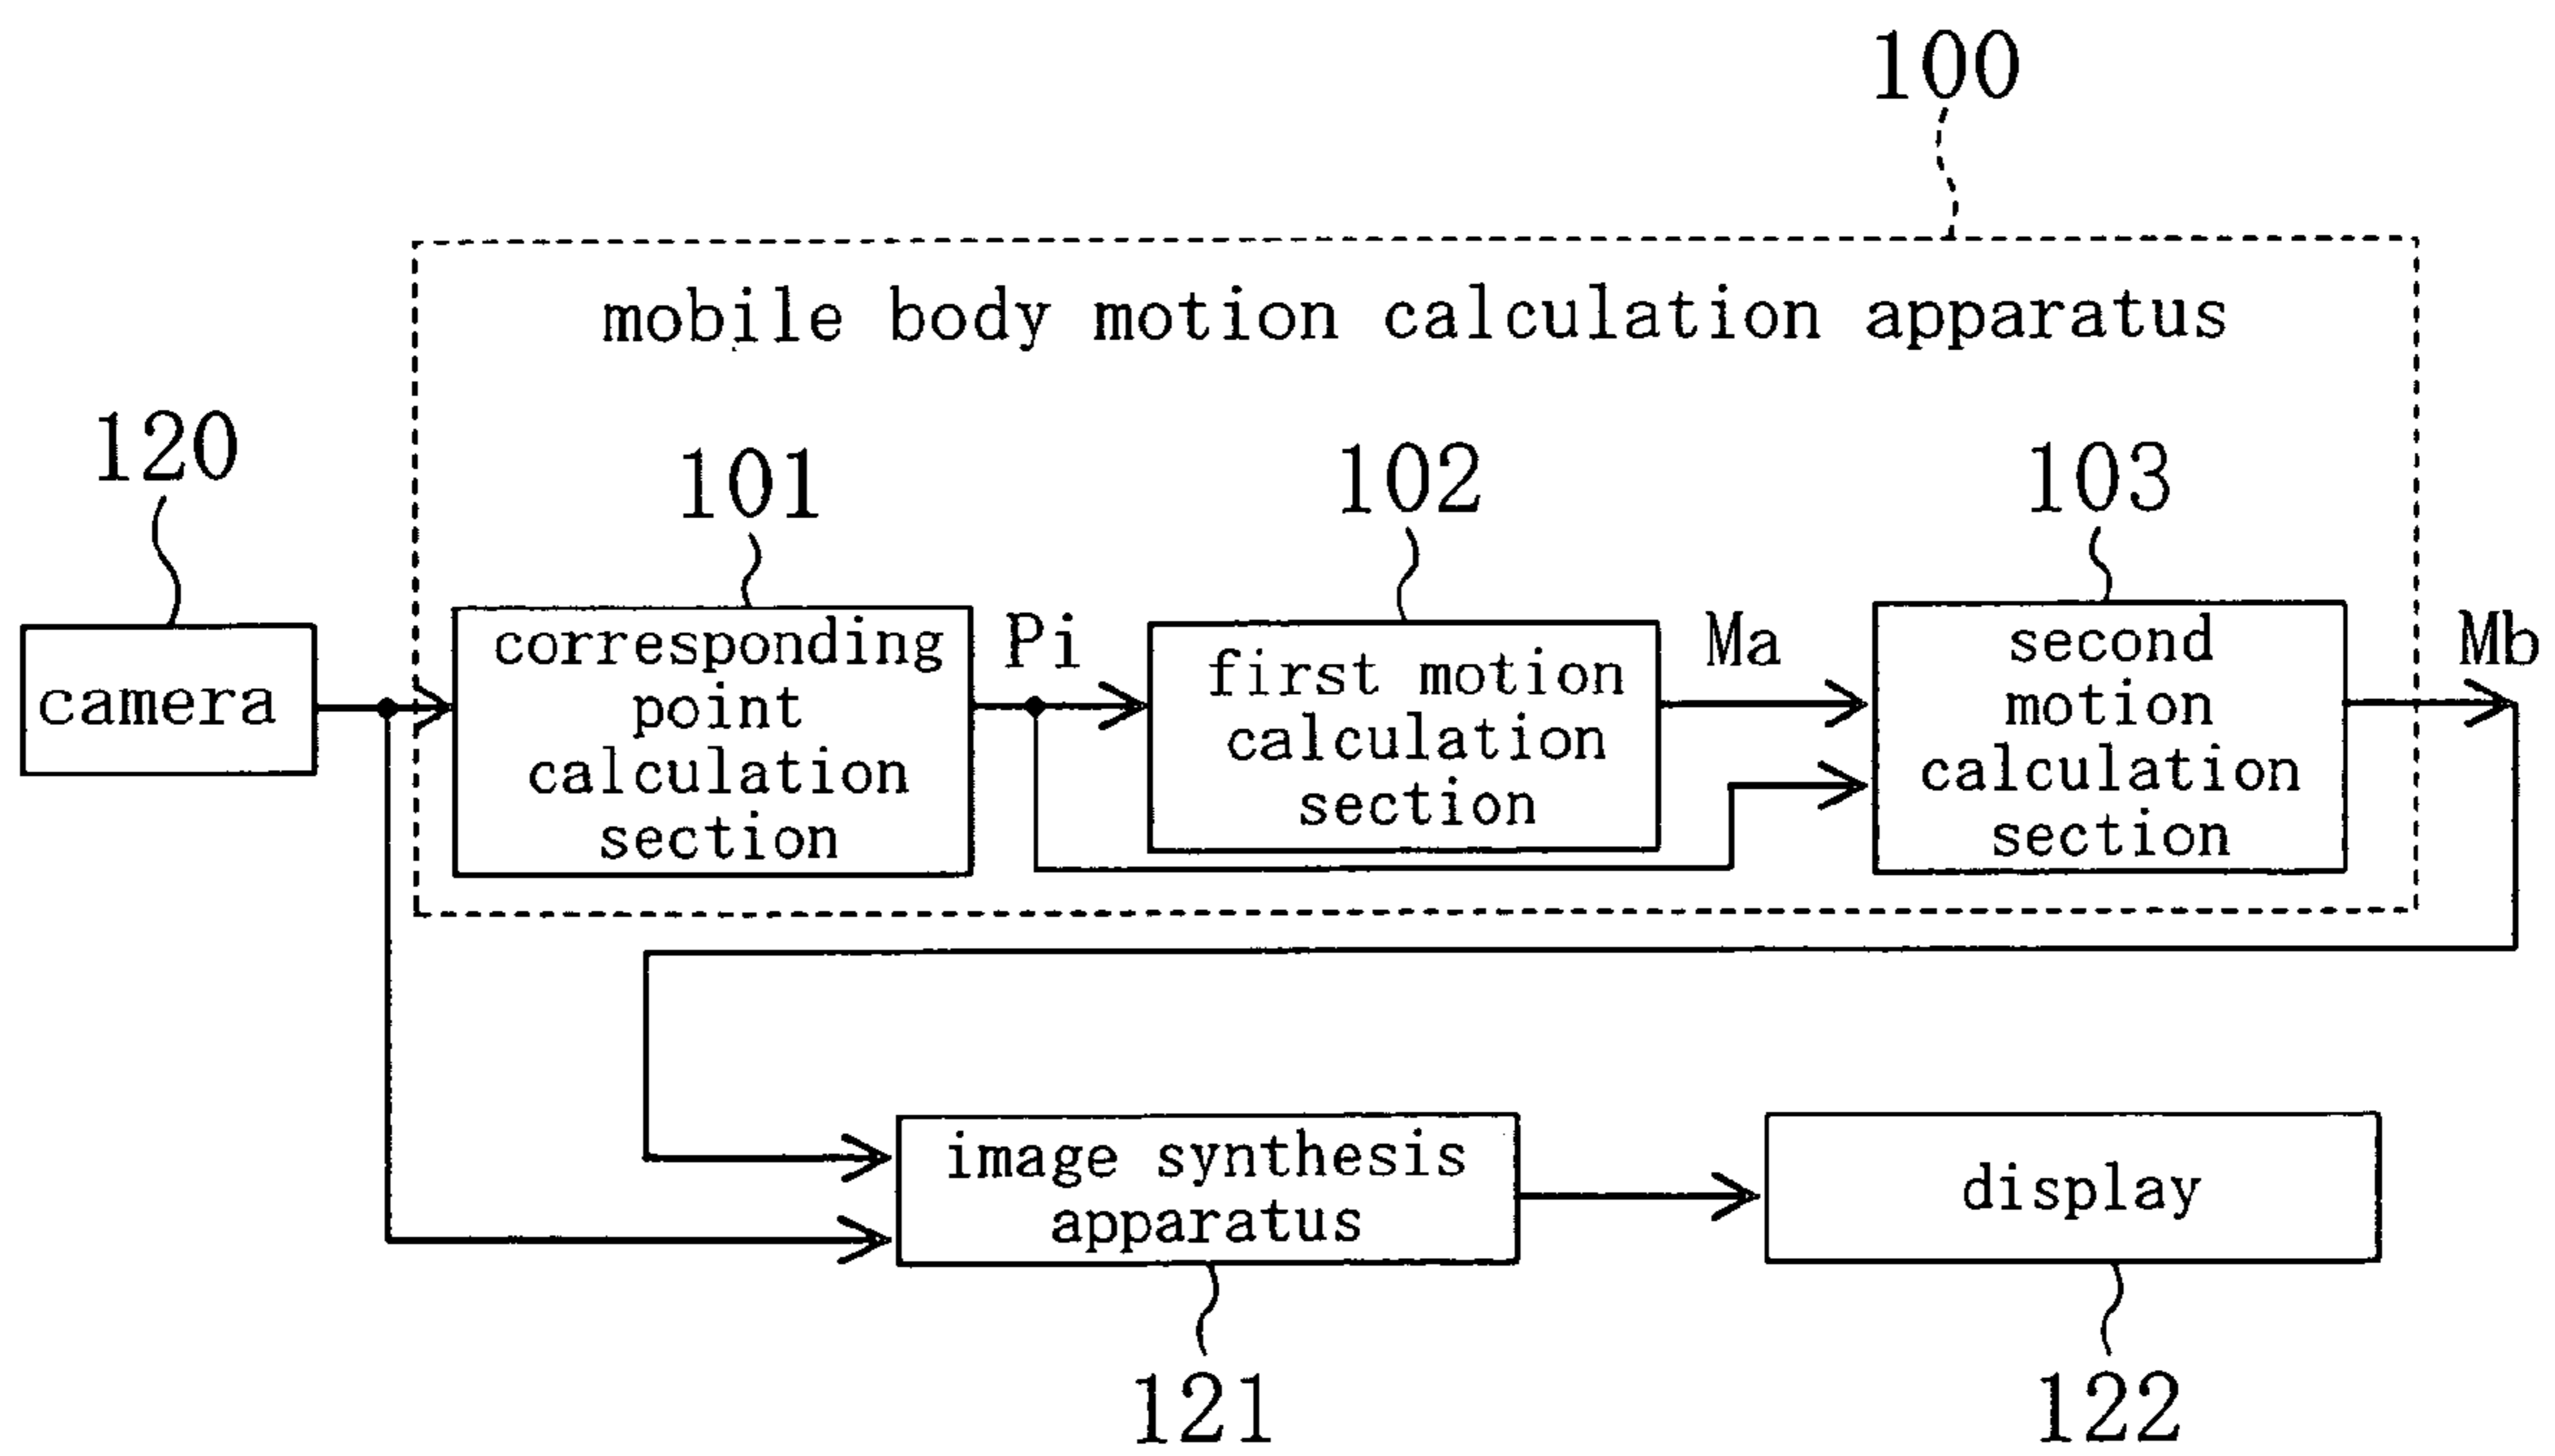 100
mobile body motion calculation apparatus
120
101
102
103
camera
corresponding
point
calculation
section
Pi
first motion
calculation
section
Ma
second
motion
calculation
section
Mb
image synthesis
apparatus
display
121
122